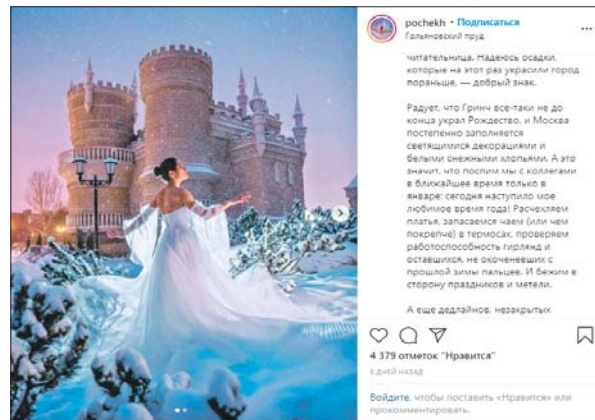 pochekh • Подписаться
Гольяновский пруд
читательница. Надеюсь осадки,
которые на этот раз украсили город
пораньше, — добрый знак.
Радует, что Гринч все-таки не до
конца украл Рождество, и Москва
постепенно заполняется
светящимися декорациями и
белыми снежными хлопьями. А это
значит, что поспим мы с коллегами
в ближайшее время только в
январе: сегодня наступило мое
любимое время года! Расчехляем
платья, запасаемся чаем (или чем
покрепче) в термосах, проверяем
работоспособность гирлянд и
оставшихся, не окоченевших с
прошлой зимы пальцев. И бежим в
сторону праздников и метели.
А еще дедлайнов, незакрытых
4 379 отметок "Нравится"
5 ДНЕЙ НАЗАД
Войдите, чтобы поставить «Нравится» или
прокомментировать.